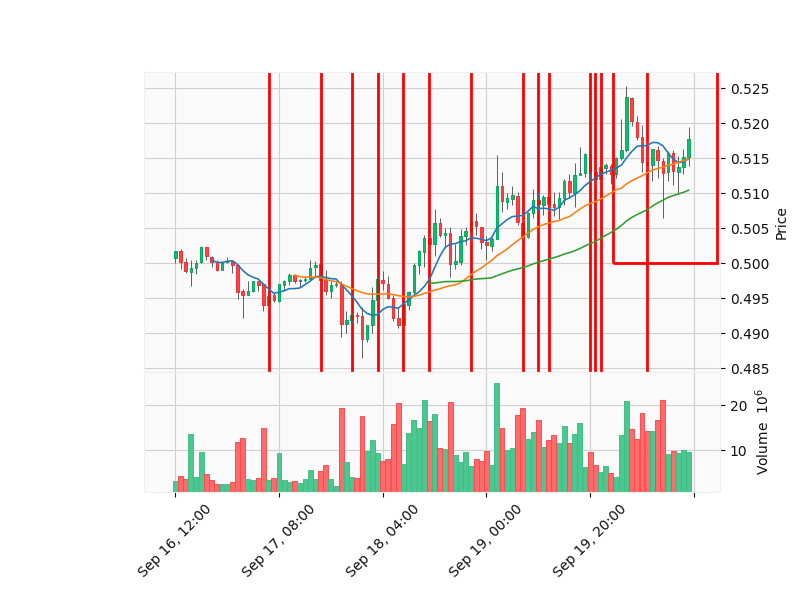 0.525
0.520
0.515
0.510
0.505
0.500
0.495
0.490
0.485
Price
20
10
Volume 10^6
Sep 16, 12:00
Sep 17, 08:00
Sep 18, 04:00
Sep 19, 00:00
Sep 19, 20:00